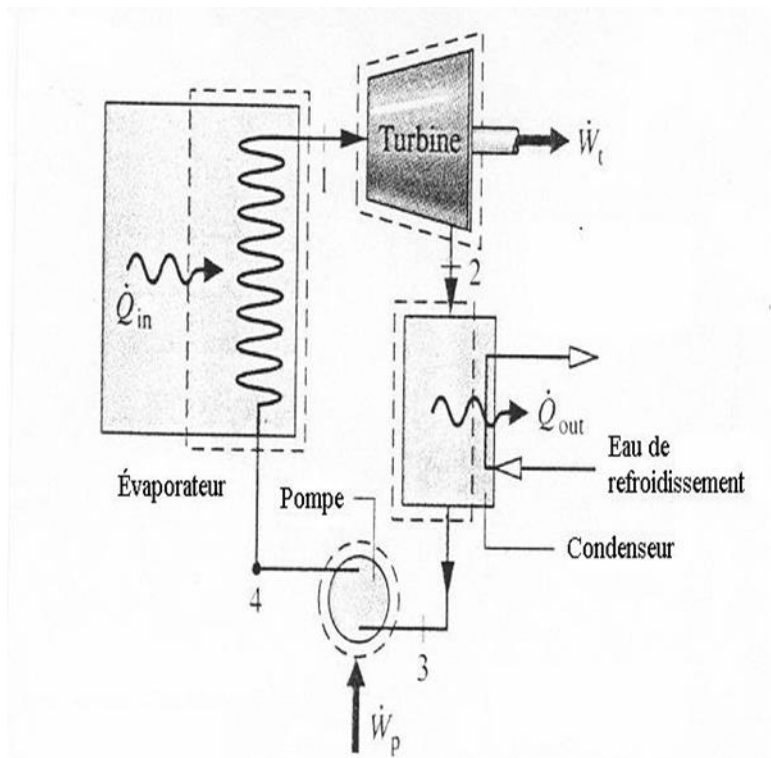 Turbine
Ẇt
1
2
Q̇in
Q̇out
Eau de
refroidissement
Évaporateur
Pompe
Condenseur
4
3
Ẇp